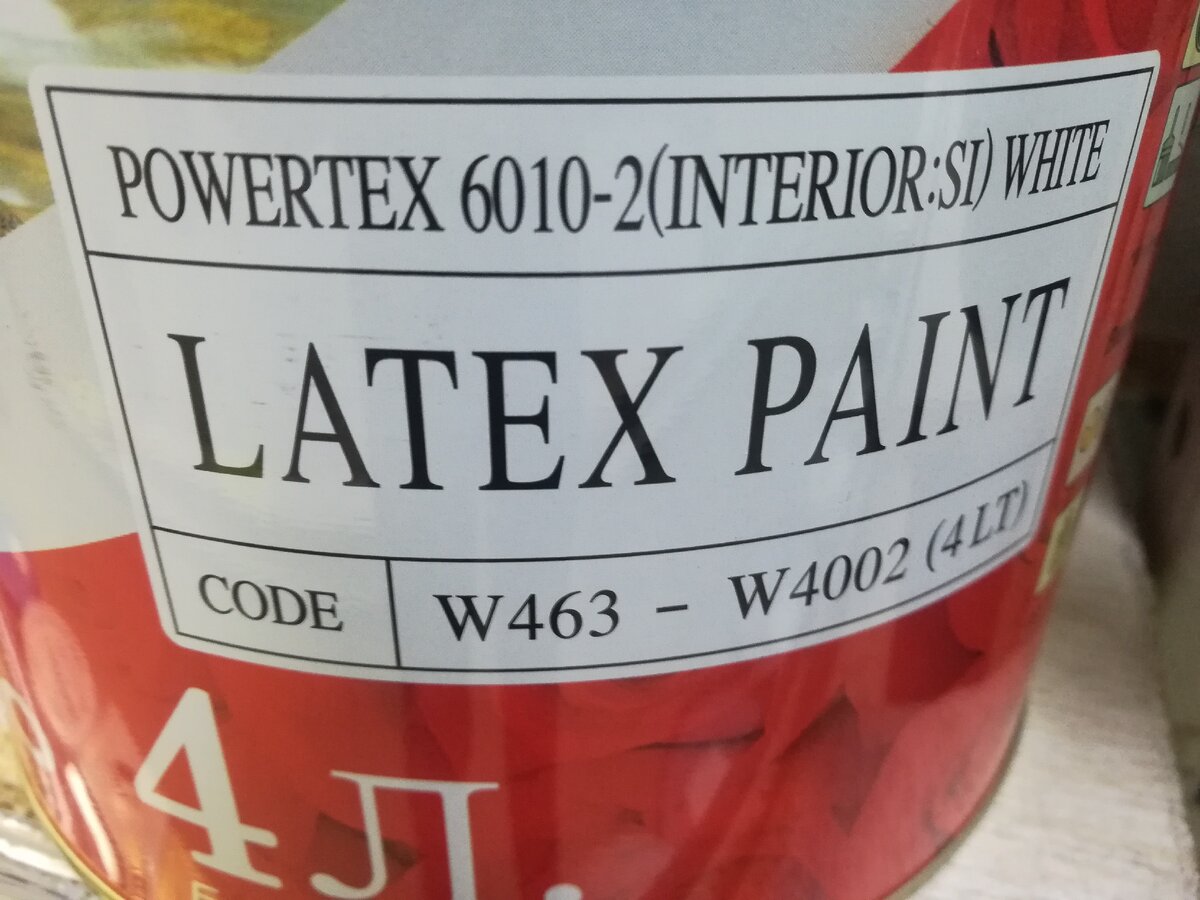 POWERTEX 6010-2(INTERIOR:SI) WHITE
LATEX PAINT
CODE W463 - W4002 (4LT)
4 Л.